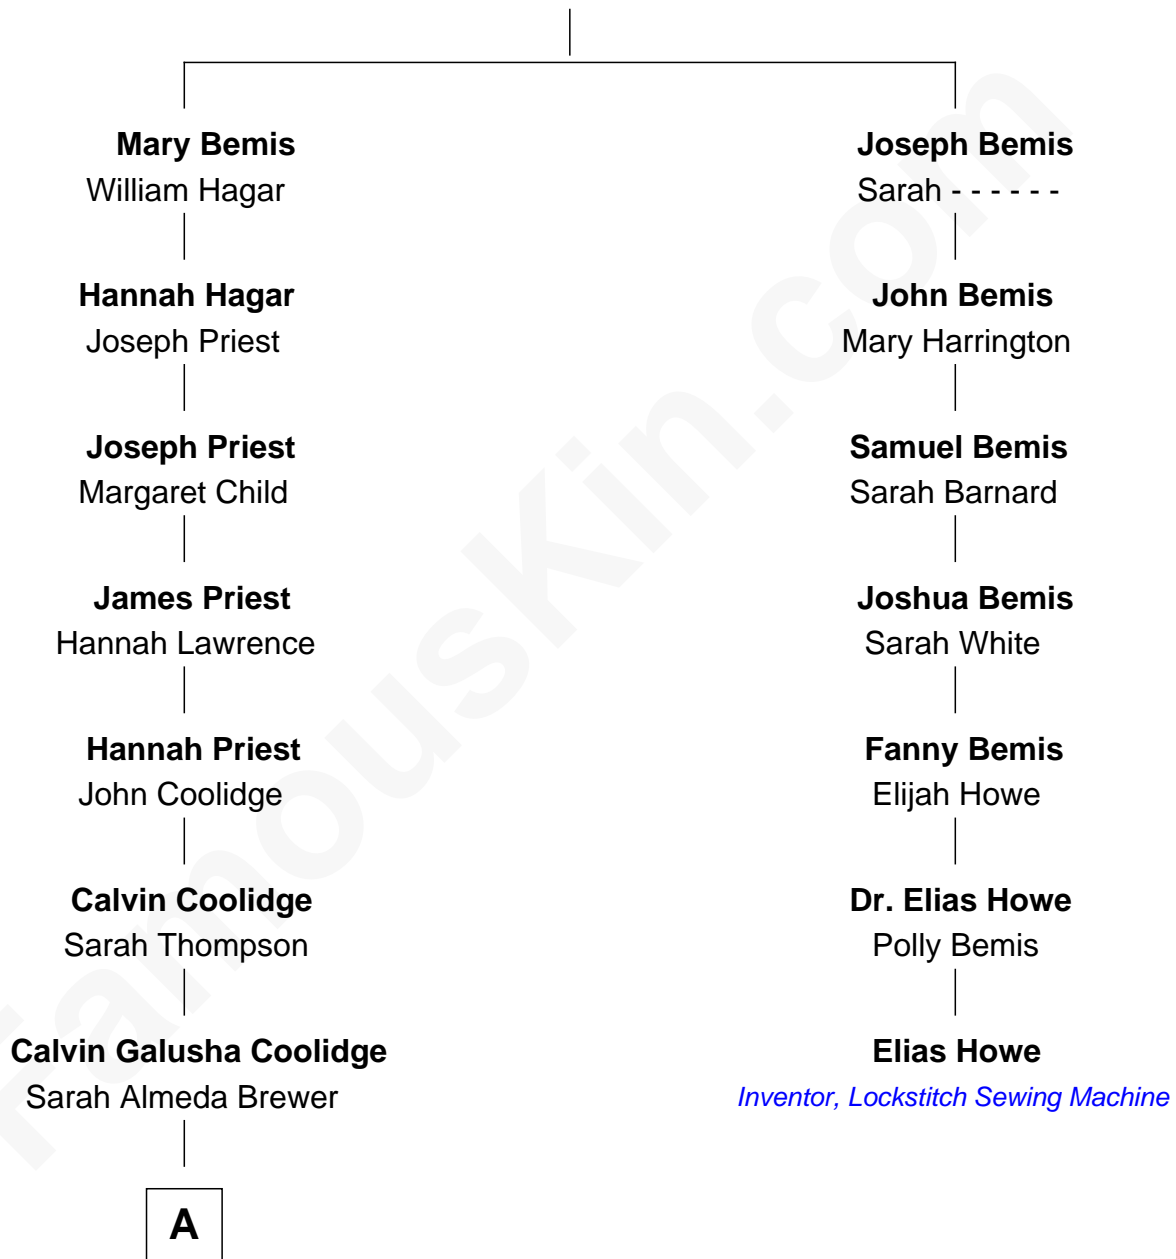 Mary Bemis
William Hagar
Hannah Hagar
Joseph Priest
Joseph Priest
Margaret Child
James Priest
Hannah Lawrence
Hannah Priest
John Coolidge
Calvin Coolidge
Sarah Thompson
Calvin Galusha Coolidge
Sarah Almeda Brewer
A
Joseph Bemis
Sarah - - - - - -
John Bemis
Mary Harrington
Samuel Bemis
Sarah Barnard
Joshua Bemis
Sarah White
Fanny Bemis
Elijah Howe
Dr. Elias Howe
Polly Bemis
Elias Howe
Inventor, Lockstitch Sewing Machine
FamousKin.com